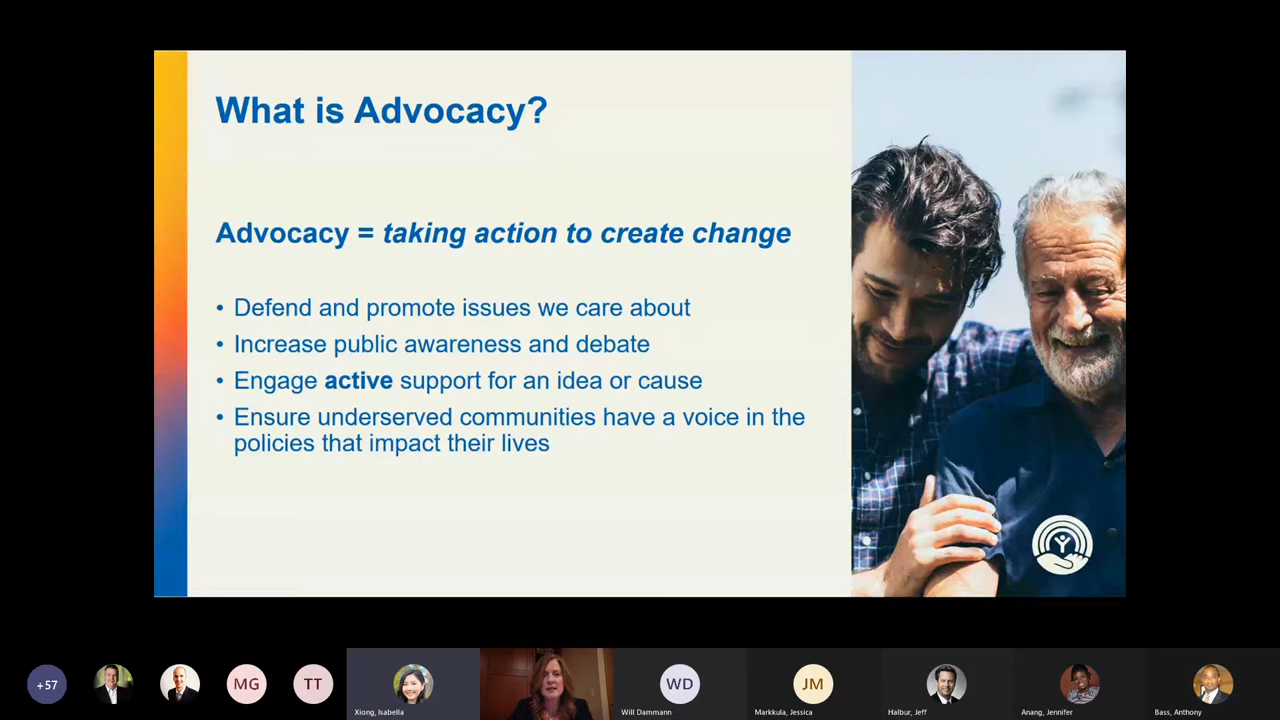 What is Advocacy?
Advocacy = taking action to create change
• Defend and promote issues we care about
• Increase public awareness and debate
• Engage active support for an idea or cause
• Ensure underserved communities have a voice in the
policies that impact their lives
+57
MG
TT
Xiong, Isabella
WD
Will Dammann
JM
Markkula, Jessica
Halbur, Jeff
Anang, Jennifer
Bass, Anthony